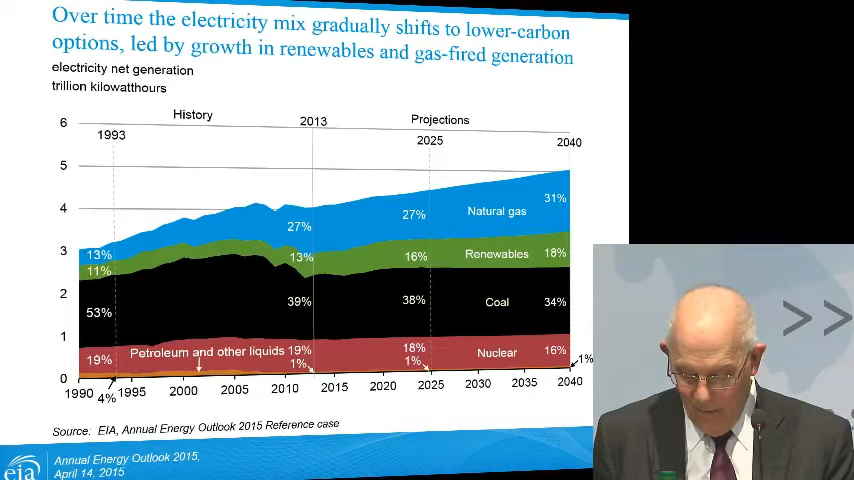 Over time the electricity mix gradually shifts to lower-carbon
options, led by growth in renewables and gas-fired generation
electricity net generation
trillion kilowatthours
History
Projections
1993
2013
2025
2040
6
5
4
3
2
1
0
13%
27%
27%
Natural gas
31%
11%
13%
16%
Renewables
18%
53%
39%
38%
Coal
34%
19%
Petroleum and other liquids
19%
18%
Nuclear
16%
1%
1%
1%
4%
1990
1995
2000
2005
2010
2015
2020
2025
2030
2035
2040
Source: EIA, Annual Energy Outlook 2015 Reference case
eia
Annual Energy Outlook 2015,
April 14, 2015
>>